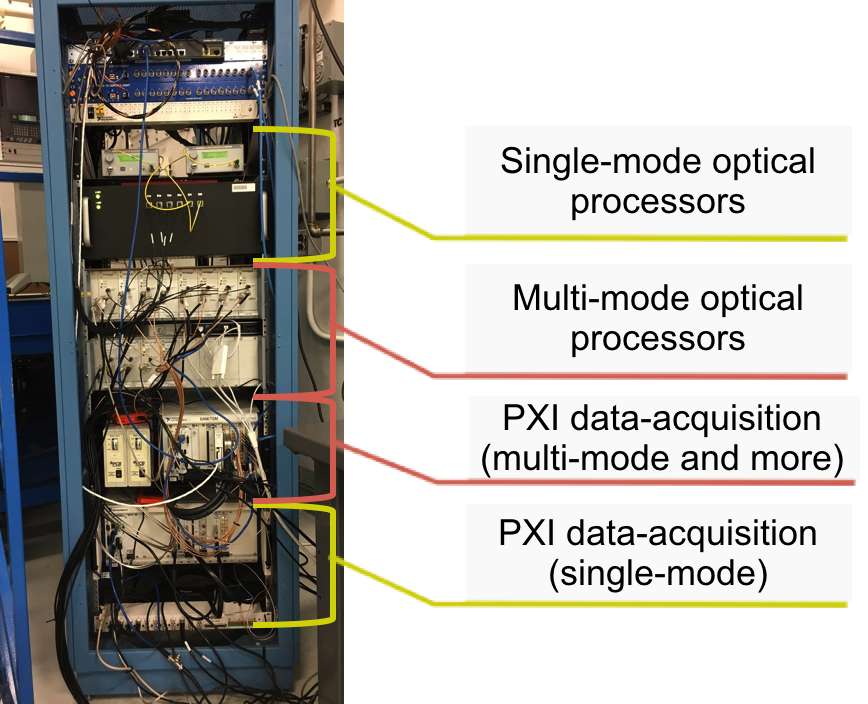 Single-mode optical
processors
Multi-mode optical
processors
PXI data-acquisition
(multi-mode and more)
PXI data-acquisition
(single-mode)